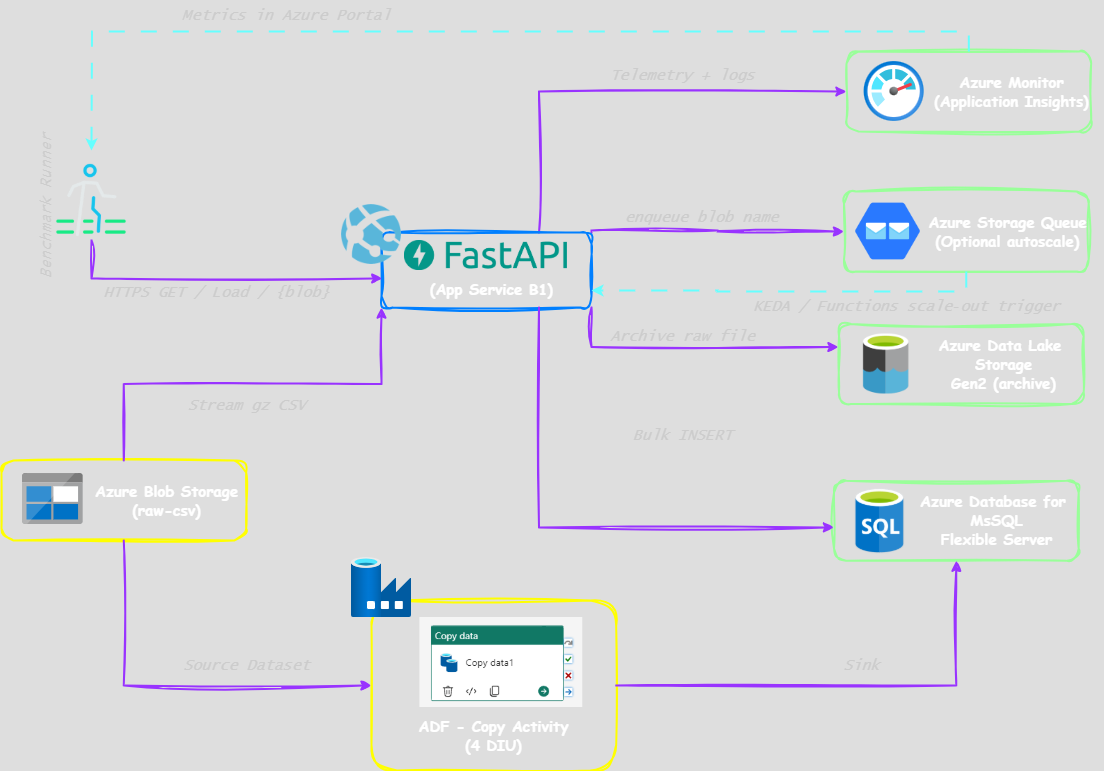 Metrics in Azure Portal
Telemetry + logs
Azure Monitor
(Application Insights)
Benchmark Runner
enqueue blob name
Azure Storage Queue
(Optional autoscale)
FastAPI
(App Service B1)
HTTPS GET / Load / {blob}
KEDA / Functions scale-out trigger
Archive raw file
Azure Data Lake
Storage
Gen2 (archive)
Stream gz CSV
Bulk INSERT
Azure Blob Storage
(raw-csv)
SQL
Azure Database for
MsSQL
Flexible Server
Copy data
Copy data1
Source Dataset
Sink
ADF - Copy Activity
(4 DIU)